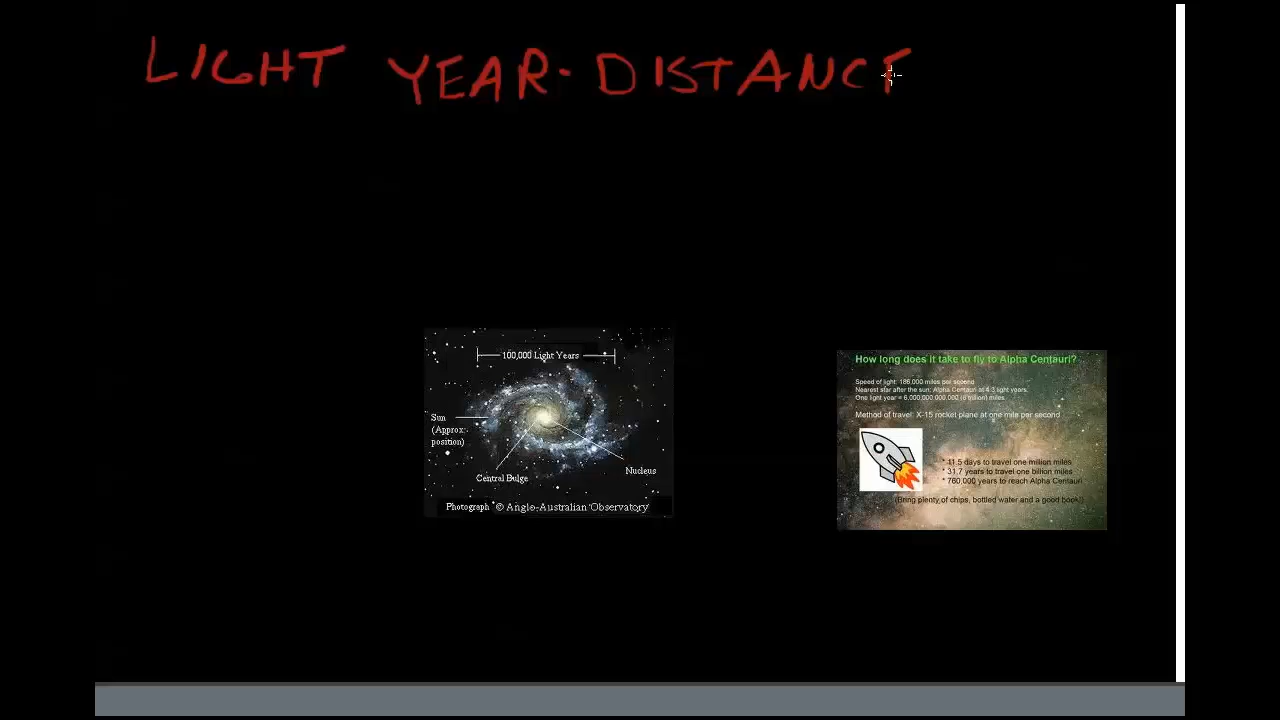 LIGHT YEAR - DISTANCE
100,000 Light Years
Sun
(Approx.
position)
Nucleus
Central Bulge
Photograph © Anglo-Australian Observatory
How long does it take to fly to Alpha Centauri?
Speed of light: 186,000 miles per second
Nearest star after the sun: Alpha Centauri at 4.3 light years.
One light year = 6,000,000,000,000 (6 trillion) miles
Method of travel: X-15 rocket plane at one mile per second
* 11.5 days to travel one million miles
* 31.7 years to travel one billion miles
* 760,000 years to reach Alpha Centauri
(Bring plenty of chips, bottled water and a good book!)